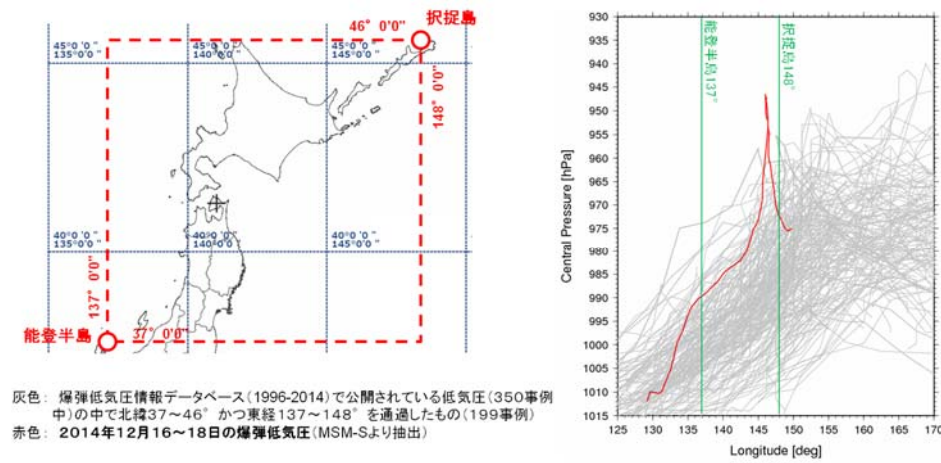 46° 0'0" 択捉島
45°0'0" 135°0'0"
45°0'0" 140°0'0"
45°0'0" 145°0'0"
148° 0'0"
40°0'0" 135°0'0"
40°0'0" 140°0'0"
40°0'0" 145°0'0"
137° 0'0"
能登半島 37° 0'0"
灰色: 爆弾低気圧情報データベース(1996-2014)で公開されている低気圧(350事例
中)の中で北緯37～46° かつ東経137～148° を通過したもの(199事例)
赤色: 2014年12月16～18日の爆弾低気圧(MSM-Sより抽出)
Central Pressure [hPa]
930
935
940
945
950
955
960
965
970
975
980
985
990
995
1000
1005
1010
1015
能登半島137°
択捉島148°
125 130 135 140 145 150 155 160 165 170
Longitude [deg]